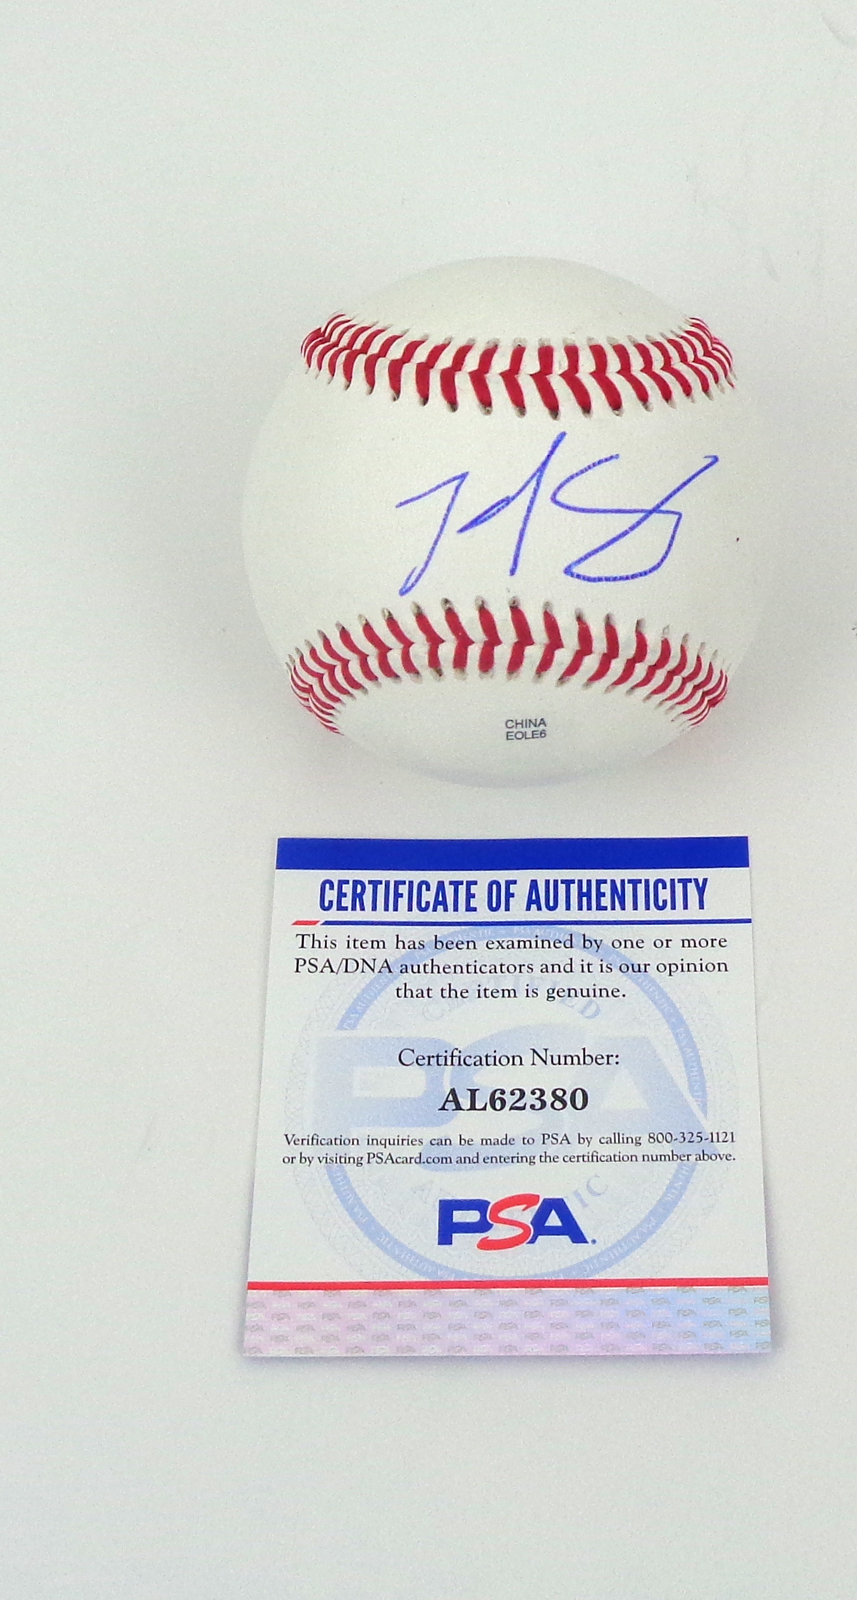 CHINA
EOLE6
CERTIFICATE OF AUTHENTICITY
This item has been examined by one or more
PSA/DNA authenticators and it is our opinion
that the item is genuine.
Certification Number:
AL62380
Verification inquiries can be made to PSA by calling 800-325-1121
or by visiting PSAcard.com and entering the certification number above.
PSA.